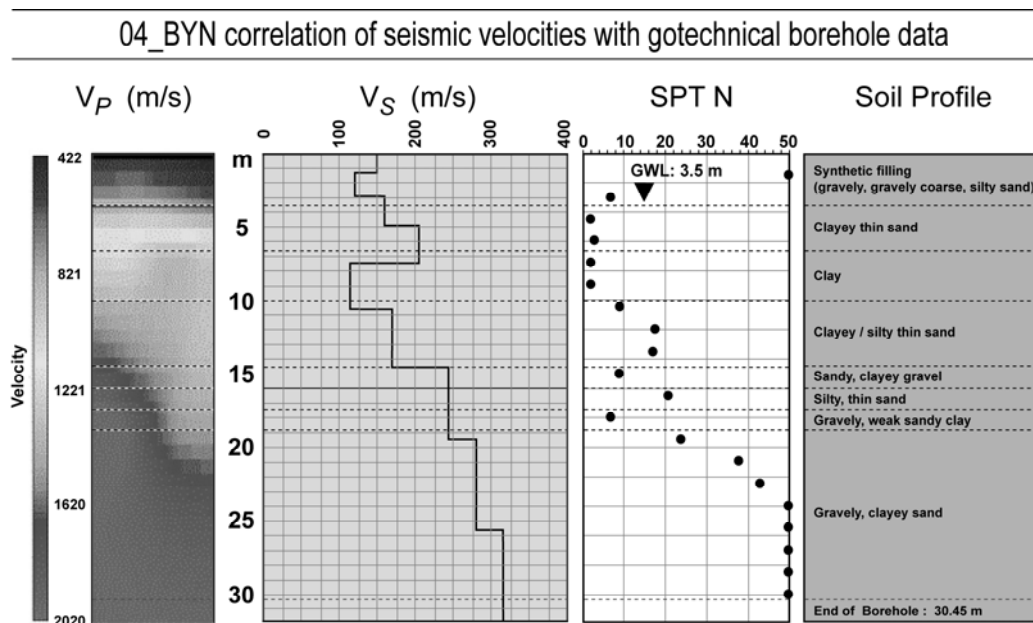 04_BYN correlation of seismic velocities with gotechnical borehole data
V_P (m/s)
V_S (m/s)
SPT N
Soil Profile
0 100 200 300 400
0 10 20 30 40 50
m
5
10
15
20
25
30
Velocity
422
821
1221
1620
2020
GWL: 3.5 m
Synthetic filling
(gravely, gravely coarse, silty sand)
Clayey thin sand
Clay
Clayey / silty thin sand
Sandy, clayey gravel
Silty, thin sand
Gravely, weak sandy clay
Gravely, clayey sand
End of Borehole : 30.45 m